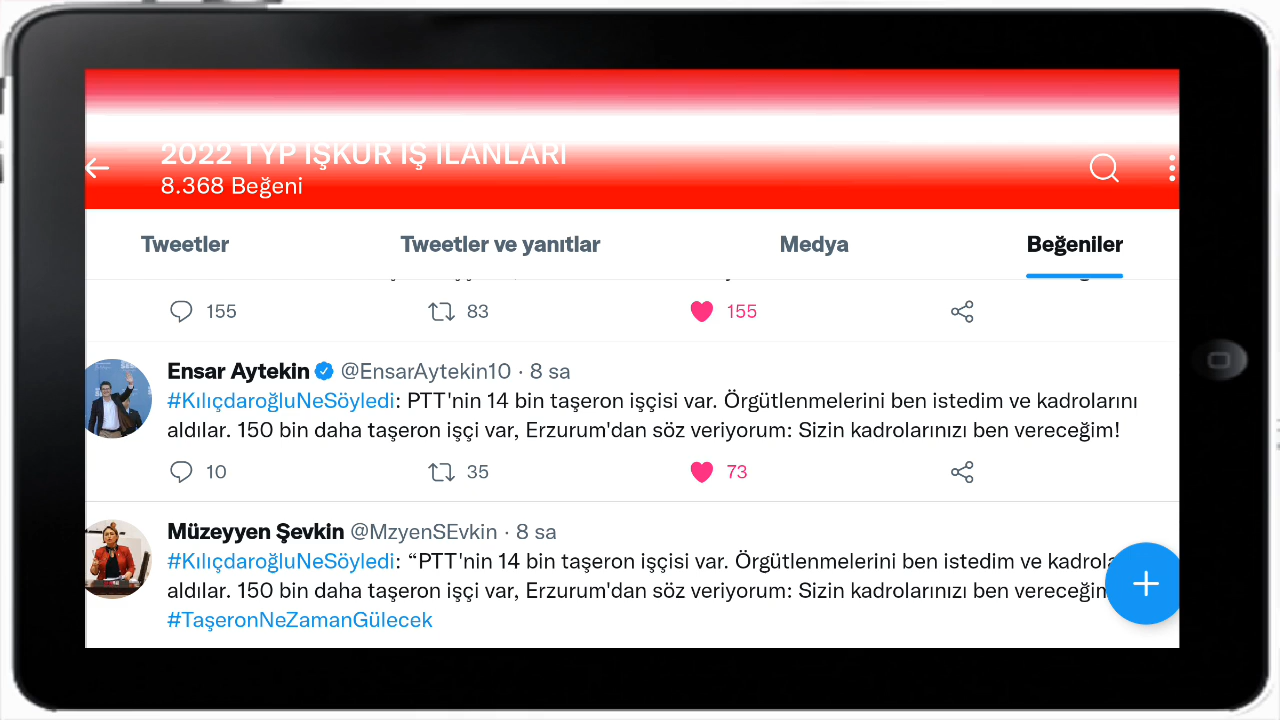 2022 TYP İŞKUR İŞ İLANLARI
8.368 Beğeni
Tweetler
Tweetler ve yanıtlar
Medya
Beğeniler
155
83
155
Ensar Aytekin @EnsarAytekin10 · 8 sa
#KılıçdaroğluNeSöyledi: PTT'nin 14 bin taşeron işçisi var. Örgütlenmelerini ben istedim ve kadrolarını
aldılar. 150 bin daha taşeron işçi var, Erzurum'dan söz veriyorum: Sizin kadrolarınızı ben vereceğim!
10
35
73
Müzeyyen Şevkin @MzyenSEvkin · 8 sa
#KılıçdaroğluNeSöyledi: “PTT'nin 14 bin taşeron işçisi var. Örgütlenmelerini ben istedim ve
aldılar. 150 bin daha taşeron işçi var, Erzurum'dan söz veriyorum: Sizin kadrolarınızı ben
#TaşeronNeZamanGülecek